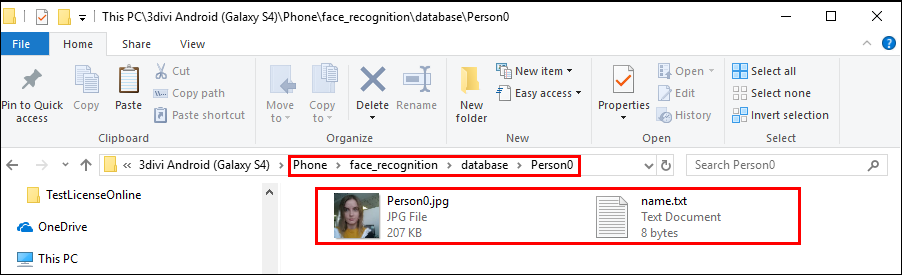 This PC\3divi Android (Galaxy S4)\Phone\face_recognition\database\Person0
File Home Share View
Pin to Quick access
Copy
Paste
Cut
Copy path
Paste shortcut
Clipboard
Move to
Copy to
Delete
Rename
Organize
New folder
New item
Easy access
New
Properties
Open
Edit
History
Open
Select all
Select none
Invert selection
Select
« 3divi Android (Galaxy S4) > Phone > face_recognition > database > Person0
Search Person0
TestLicenseOnline
OneDrive
This PC
Person0.jpg
JPG File
207 KB
name.txt
Text Document
8 bytes